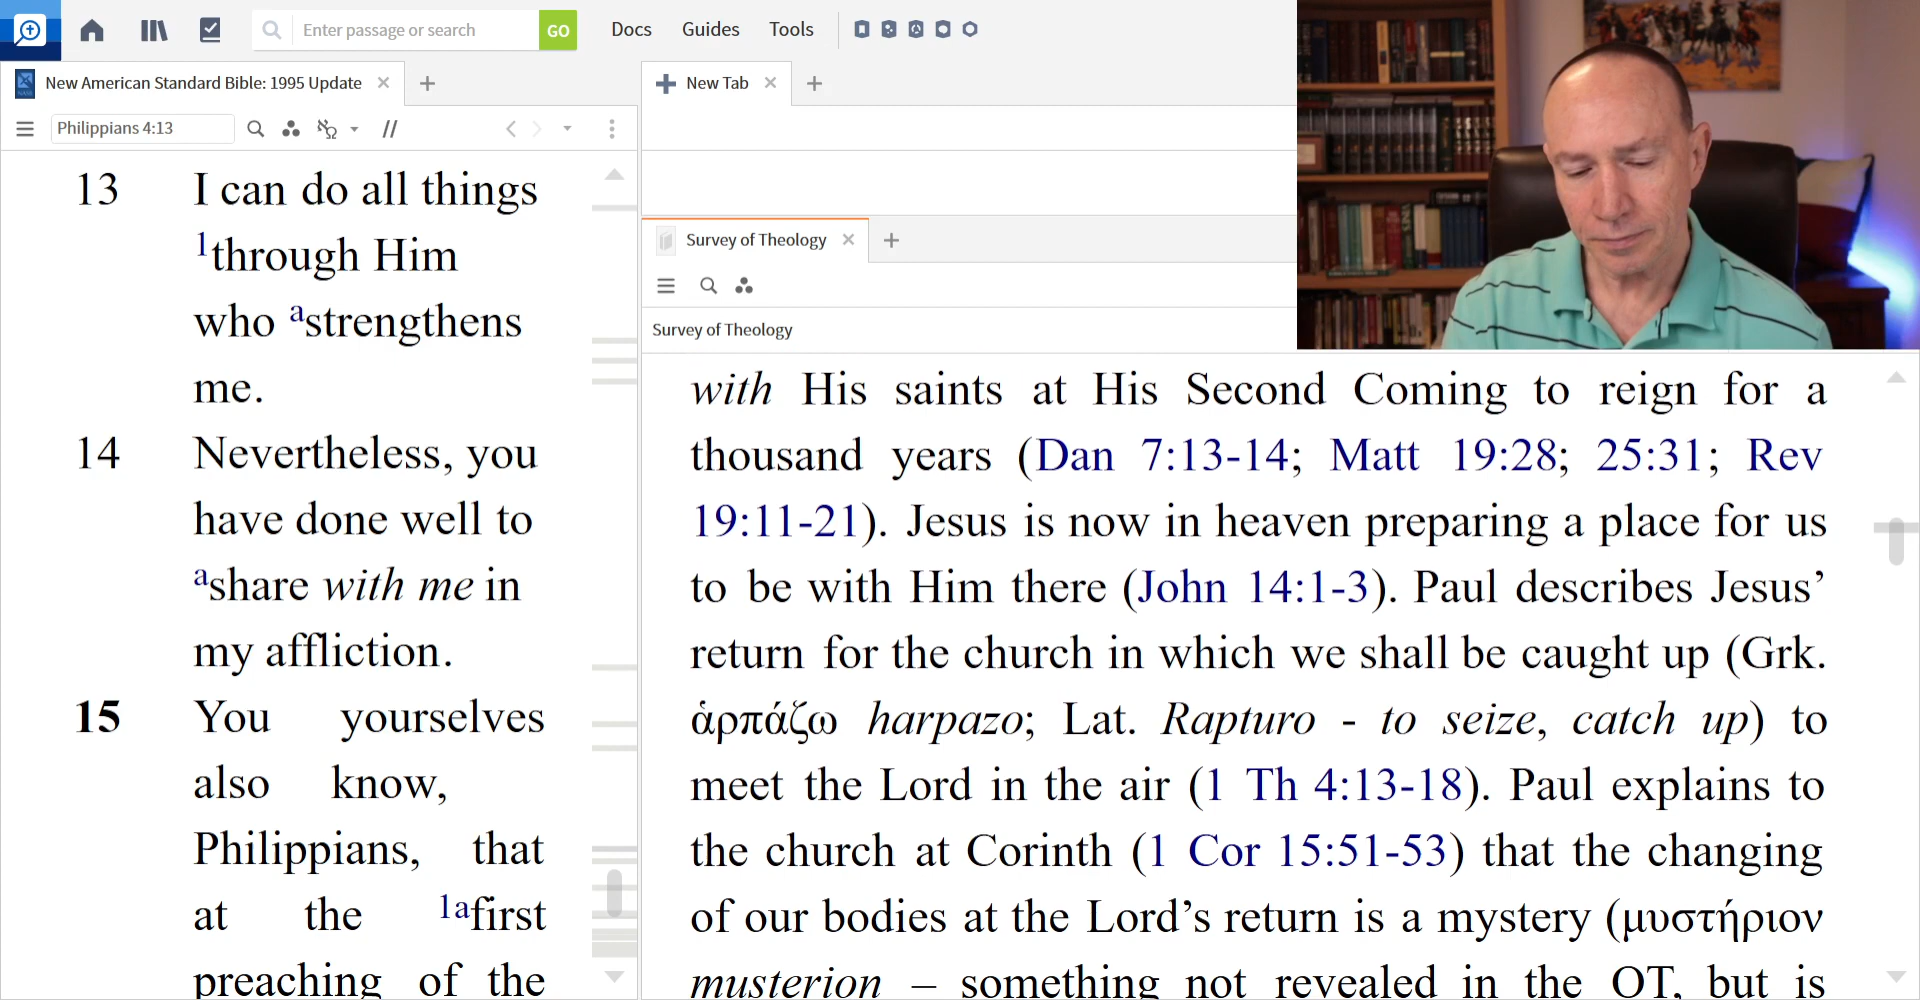 Enter passage or search
GO
Docs
Guides
Tools
New American Standard Bible: 1995 Update
New Tab
Philippians 4:13
13 I can do all things
1through Him
who astrengthens
me.
14 Nevertheless, you
have done well to
ashare with me in
my affliction.
15 You yourselves
also know,
Philippians, that
at the 1afirst
preaching of the
Survey of Theology
Survey of Theology
with His saints at His Second Coming to reign for a
thousand years (Dan 7:13-14; Matt 19:28; 25:31; Rev
19:11-21). Jesus is now in heaven preparing a place for us
to be with Him there (John 14:1-3). Paul describes Jesus’
return for the church in which we shall be caught up (Grk.
ἁρπάζω harpazo; Lat. Rapturo - to seize, catch up) to
meet the Lord in the air (1 Th 4:13-18). Paul explains to
the church at Corinth (1 Cor 15:51-53) that the changing
of our bodies at the Lord’s return is a mystery (μυστήριον
musterion – something not revealed in the OT, but is